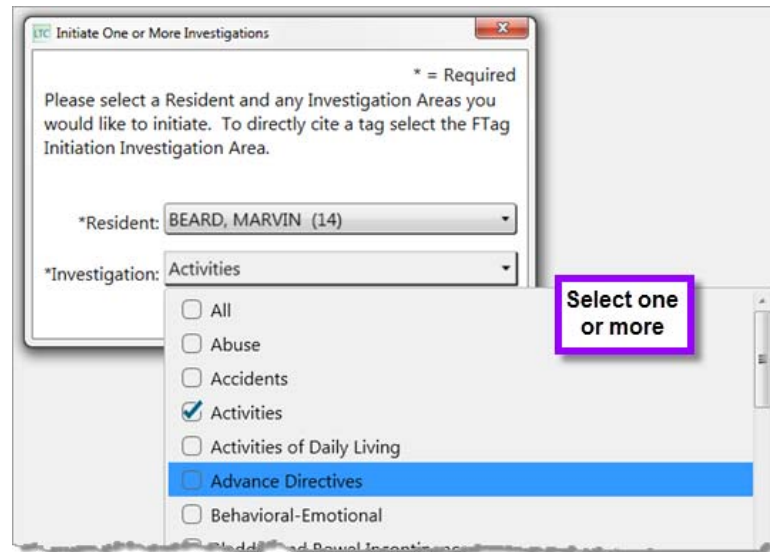 LTC Initiate One or More Investigations
* = Required
Please select a Resident and any Investigation Areas you
would like to initiate. To directly cite a tag select the FTag
Initiation Investigation Area.
*Resident: BEARD, MARVIN (14)
*Investigation: Activities
Select one
or more
All
Abuse
Accidents
Activities
Activities of Daily Living
Advance Directives
Behavioral-Emotional